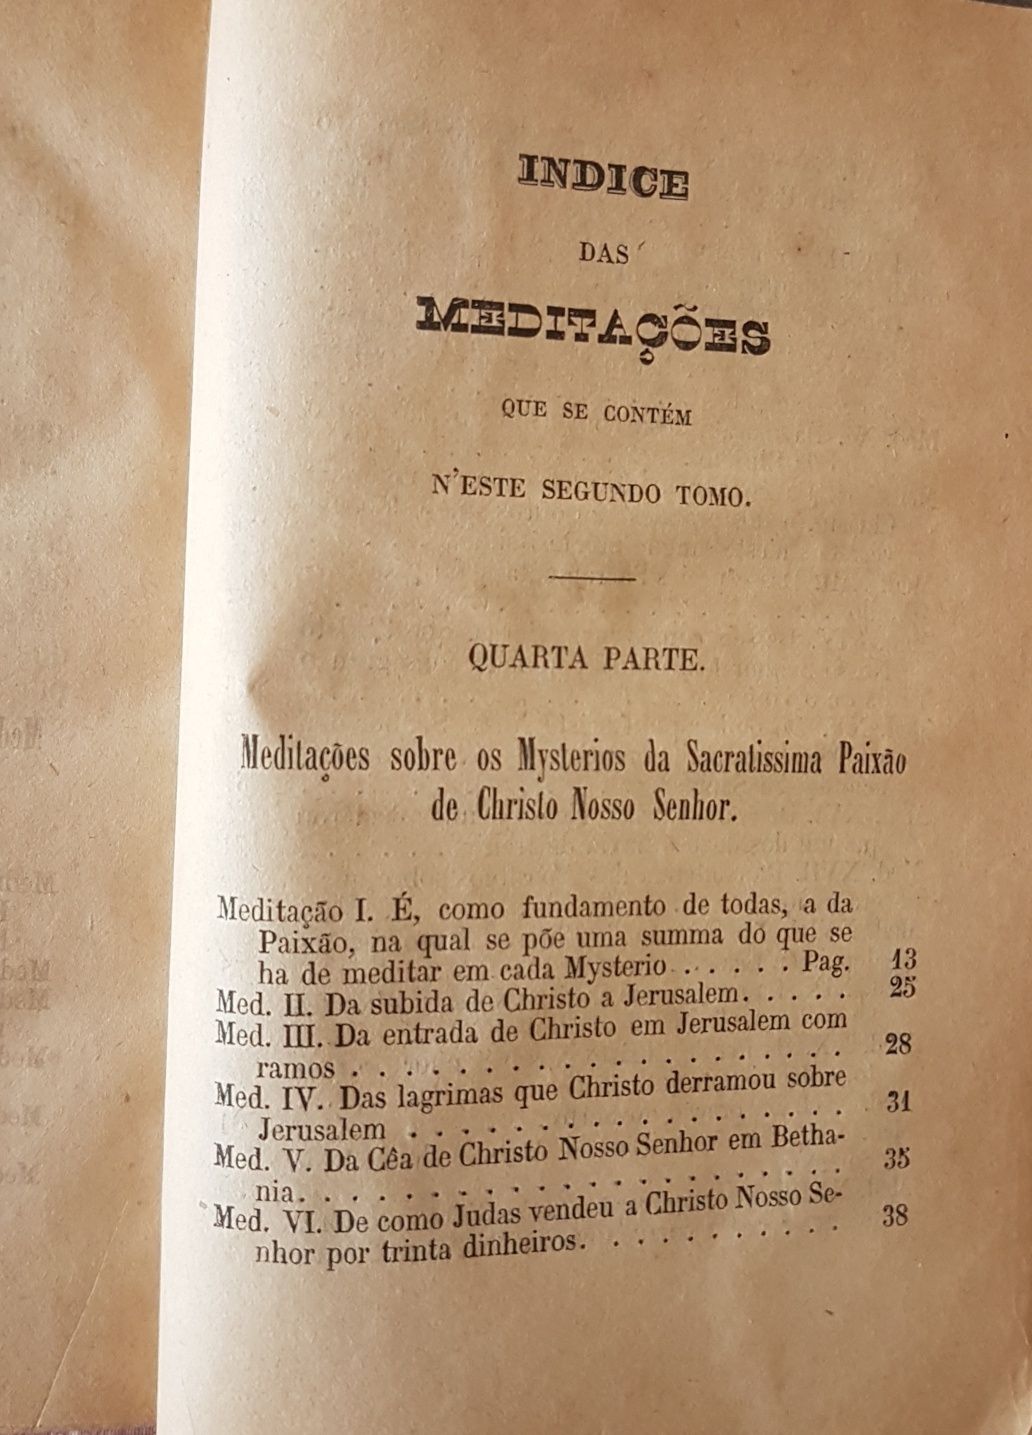 INDICE
DAS
MEDITAÇÕES
QUE SE CONTÉM
N'ESTE SEGUNDO TOMO.
QUARTA PARTE.
Meditações sobre os Mysterios da Sacratissima Paixão
de Christo Nosso Senhor.
Meditação I. É, como fundamento de todas, a da
Paixão, na qual se põe uma summa do que se
ha de meditar em cada Mysterio . . . . . . Pag. 13
Med. II. Da subida de Christo a Jerusalem. . . . . . 25
Med. III. Da entrada de Christo em Jerusalem com
ramos . . . . . . . . . . . . . . . . . . . 28
Med. IV. Das lagrimas que Christo derramou sobre
Jerusalem . . . . . . . . . . . . . . . . . 31
Med. V. Da Cêa de Christo Nosso Senhor em Betha-
nia. . . . . . . . . . . . . . . . . . . . . 35
Med. VI. De como Judas vendeu a Christo Nosso Se-
nhor por trinta dinheiros. . . . . . . . . . . 38